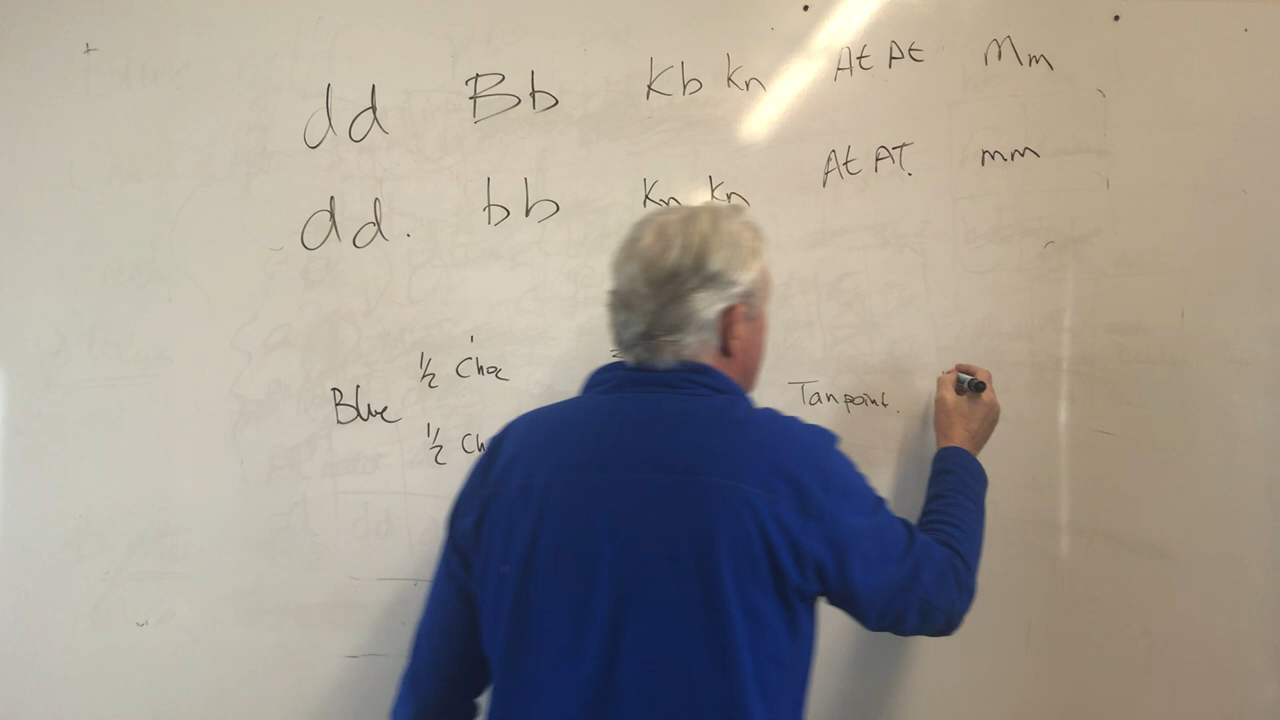 dd Bb Kb kn At At Mm
dd. bb Kn kn At AT. mm
1/2 Choc
Blue Tanpoint.
1/2